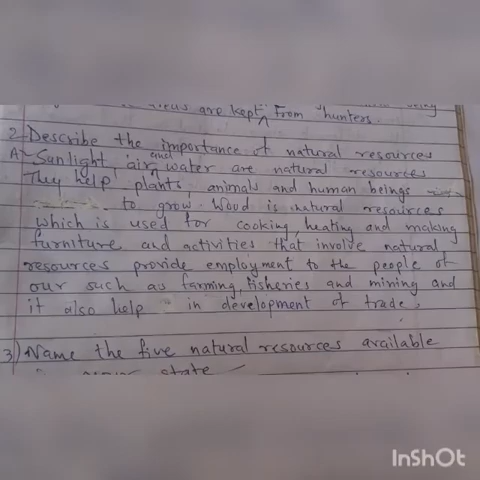 areas are kept from hunters.
2 Describe the importance of natural resources
A~ Sunlight, air and water are natural resources
They help plants animals and human beings
to grow. Wood is natural resources
which is used for cooking, heating and making
furniture and activities that involve natural
resources provide employment to the people of
our such as farming, fisheries and mining and
it also help in development of trade.
3) Name the five natural resources available
state
InShOt